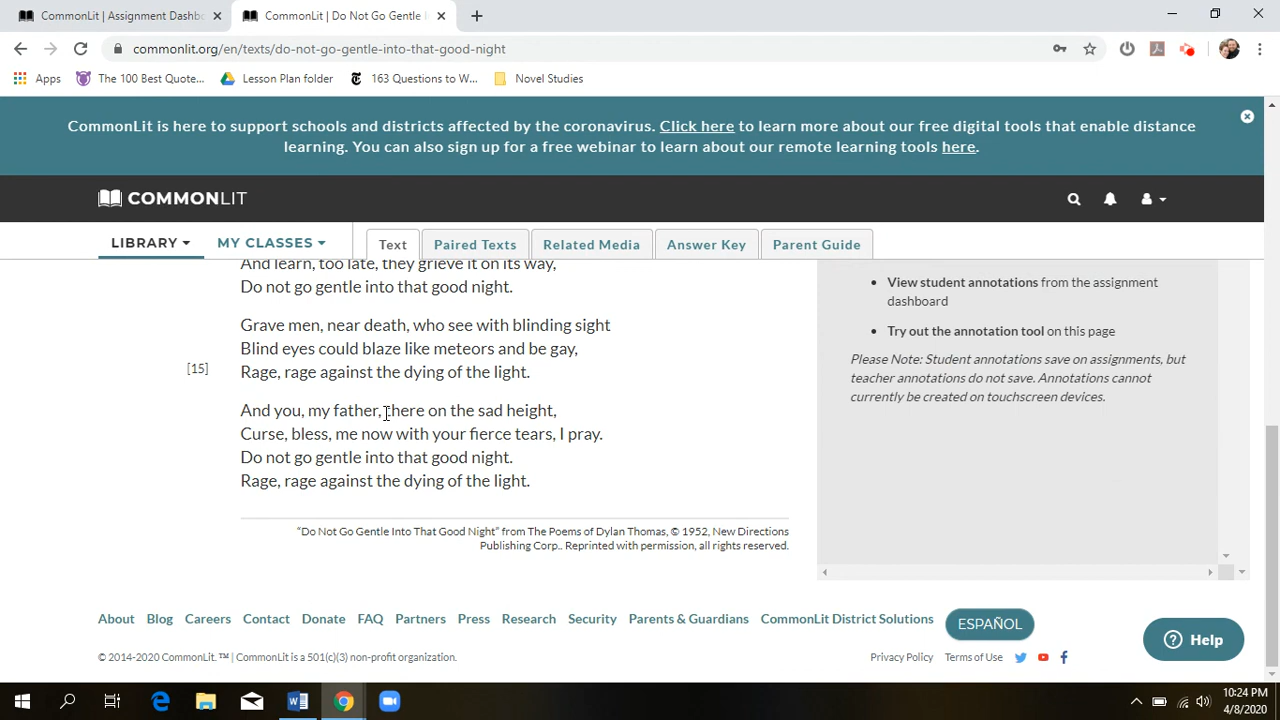 CommonLit | Assignment Dashbo
CommonLit | Do Not Go Gentle I
commonlit.org/en/texts/do-not-go-gentle-into-that-good-night
Apps
The 100 Best Quote...
Lesson Plan folder
163 Questions to W...
Novel Studies
CommonLit is here to support schools and districts affected by the coronavirus. Click here to learn more about our free digital tools that enable distance
learning. You can also sign up for a free webinar to learn about our remote learning tools here.
COMMONLIT
LIBRARY
MY CLASSES
Text
Paired Texts
Related Media
Answer Key
Parent Guide
And learn, too late, they grieve it on its way,
Do not go gentle into that good night.
Grave men, near death, who see with blinding sight
Blind eyes could blaze like meteors and be gay,
[15] Rage, rage against the dying of the light.
And you, my father, there on the sad height,
Curse, bless, me now with your fierce tears, I pray.
Do not go gentle into that good night.
Rage, rage against the dying of the light.
“Do Not Go Gentle Into That Good Night” from The Poems of Dylan Thomas, © 1952, New Directions
Publishing Corp.. Reprinted with permission, all rights reserved.
• View student annotations from the assignment
dashboard
• Try out the annotation tool on this page
Please Note: Student annotations save on assignments, but
teacher annotations do not save. Annotations cannot
currently be created on touchscreen devices.
About
Blog
Careers
Contact
Donate
FAQ
Partners
Press
Research
Security
Parents & Guardians
CommonLit District Solutions
ESPAÑOL
Help
© 2014-2020 CommonLit.™ | CommonLit is a 501(c)(3) non-profit organization.
Privacy Policy
Terms of Use
10:24 PM
4/8/2020